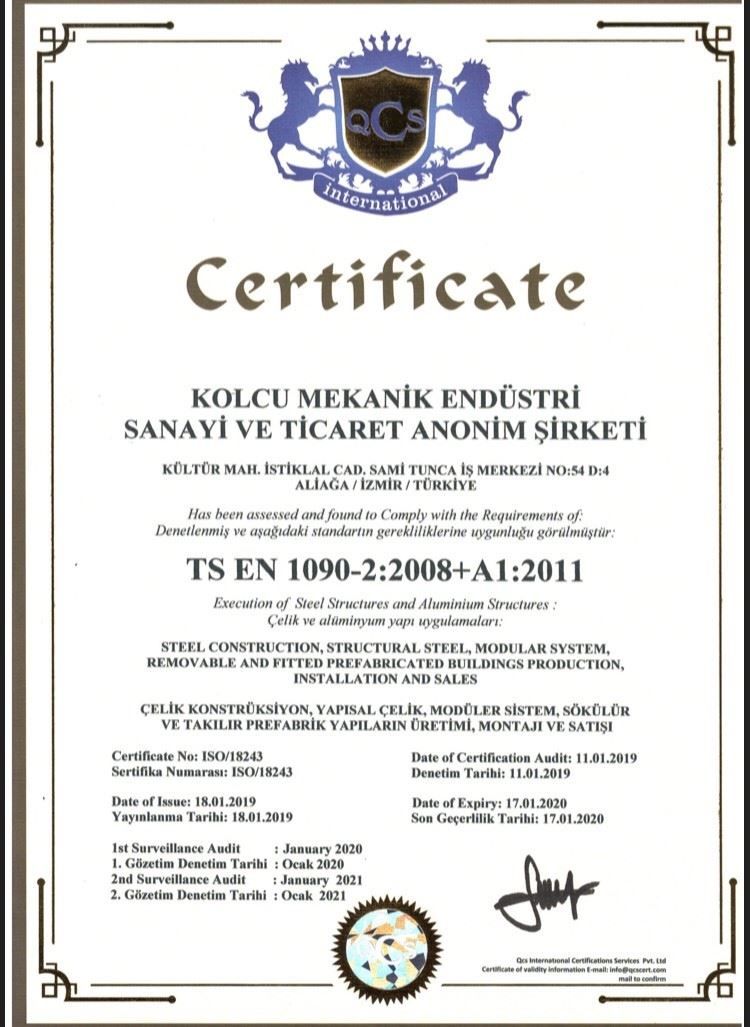 QCS
international
Certificate
KOLCU MEKANİK ENDÜSTRİ
SANAYİ VE TİCARET ANONİM ŞİRKETİ
KÜLTÜR MAH. İSTİKLAL CAD. SAMİ TUNCA İŞ MERKEZİ NO:54 D:4
ALİAĞA / İZMİR / TÜRKİYE
Has been assessed and found to Comply with the Requirements of:
Denetlenmiş ve aşağıdaki standartın gerekliliklerine uygunluğu görülmüştür:
TS EN 1090-2:2008+A1:2011
Execution of Steel Structures and Aluminium Structures :
Çelik ve alüminyum yapı uygulamaları:
STEEL CONSTRUCTION, STRUCTURAL STEEL, MODULAR SYSTEM,
REMOVABLE AND FITTED PREFABRICATED BUILDINGS PRODUCTION,
INSTALLATION AND SALES
ÇELİK KONSTRÜKSİYON, YAPISAL ÇELİK, MODÜLER SİSTEM, SÖKÜLÜR
VE TAKILIR PREFABRİK YAPILARIN ÜRETİMİ, MONTAJI VE SATIŞI
Certificate No: ISO/18243
Sertifika Numarası: ISO/18243
Date of Certification Audit: 11.01.2019
Denetim Tarihi: 11.01.2019
Date of Issue: 18.01.2019
Yayınlanma Tarihi: 18.01.2019
Date of Expiry: 17.01.2020
Son Geçerlilik Tarihi: 17.01.2020
1st Surveillance Audit : January 2020
1. Gözetim Denetim Tarihi : Ocak 2020
2nd Surveillance Audit : January 2021
2. Gözetim Denetim Tarihi : Ocak 2021
QCS
Qcs International Certifications Services Pvt. Ltd
Certificate of validity information E-mail: info@qcscert.com
mail to confirm